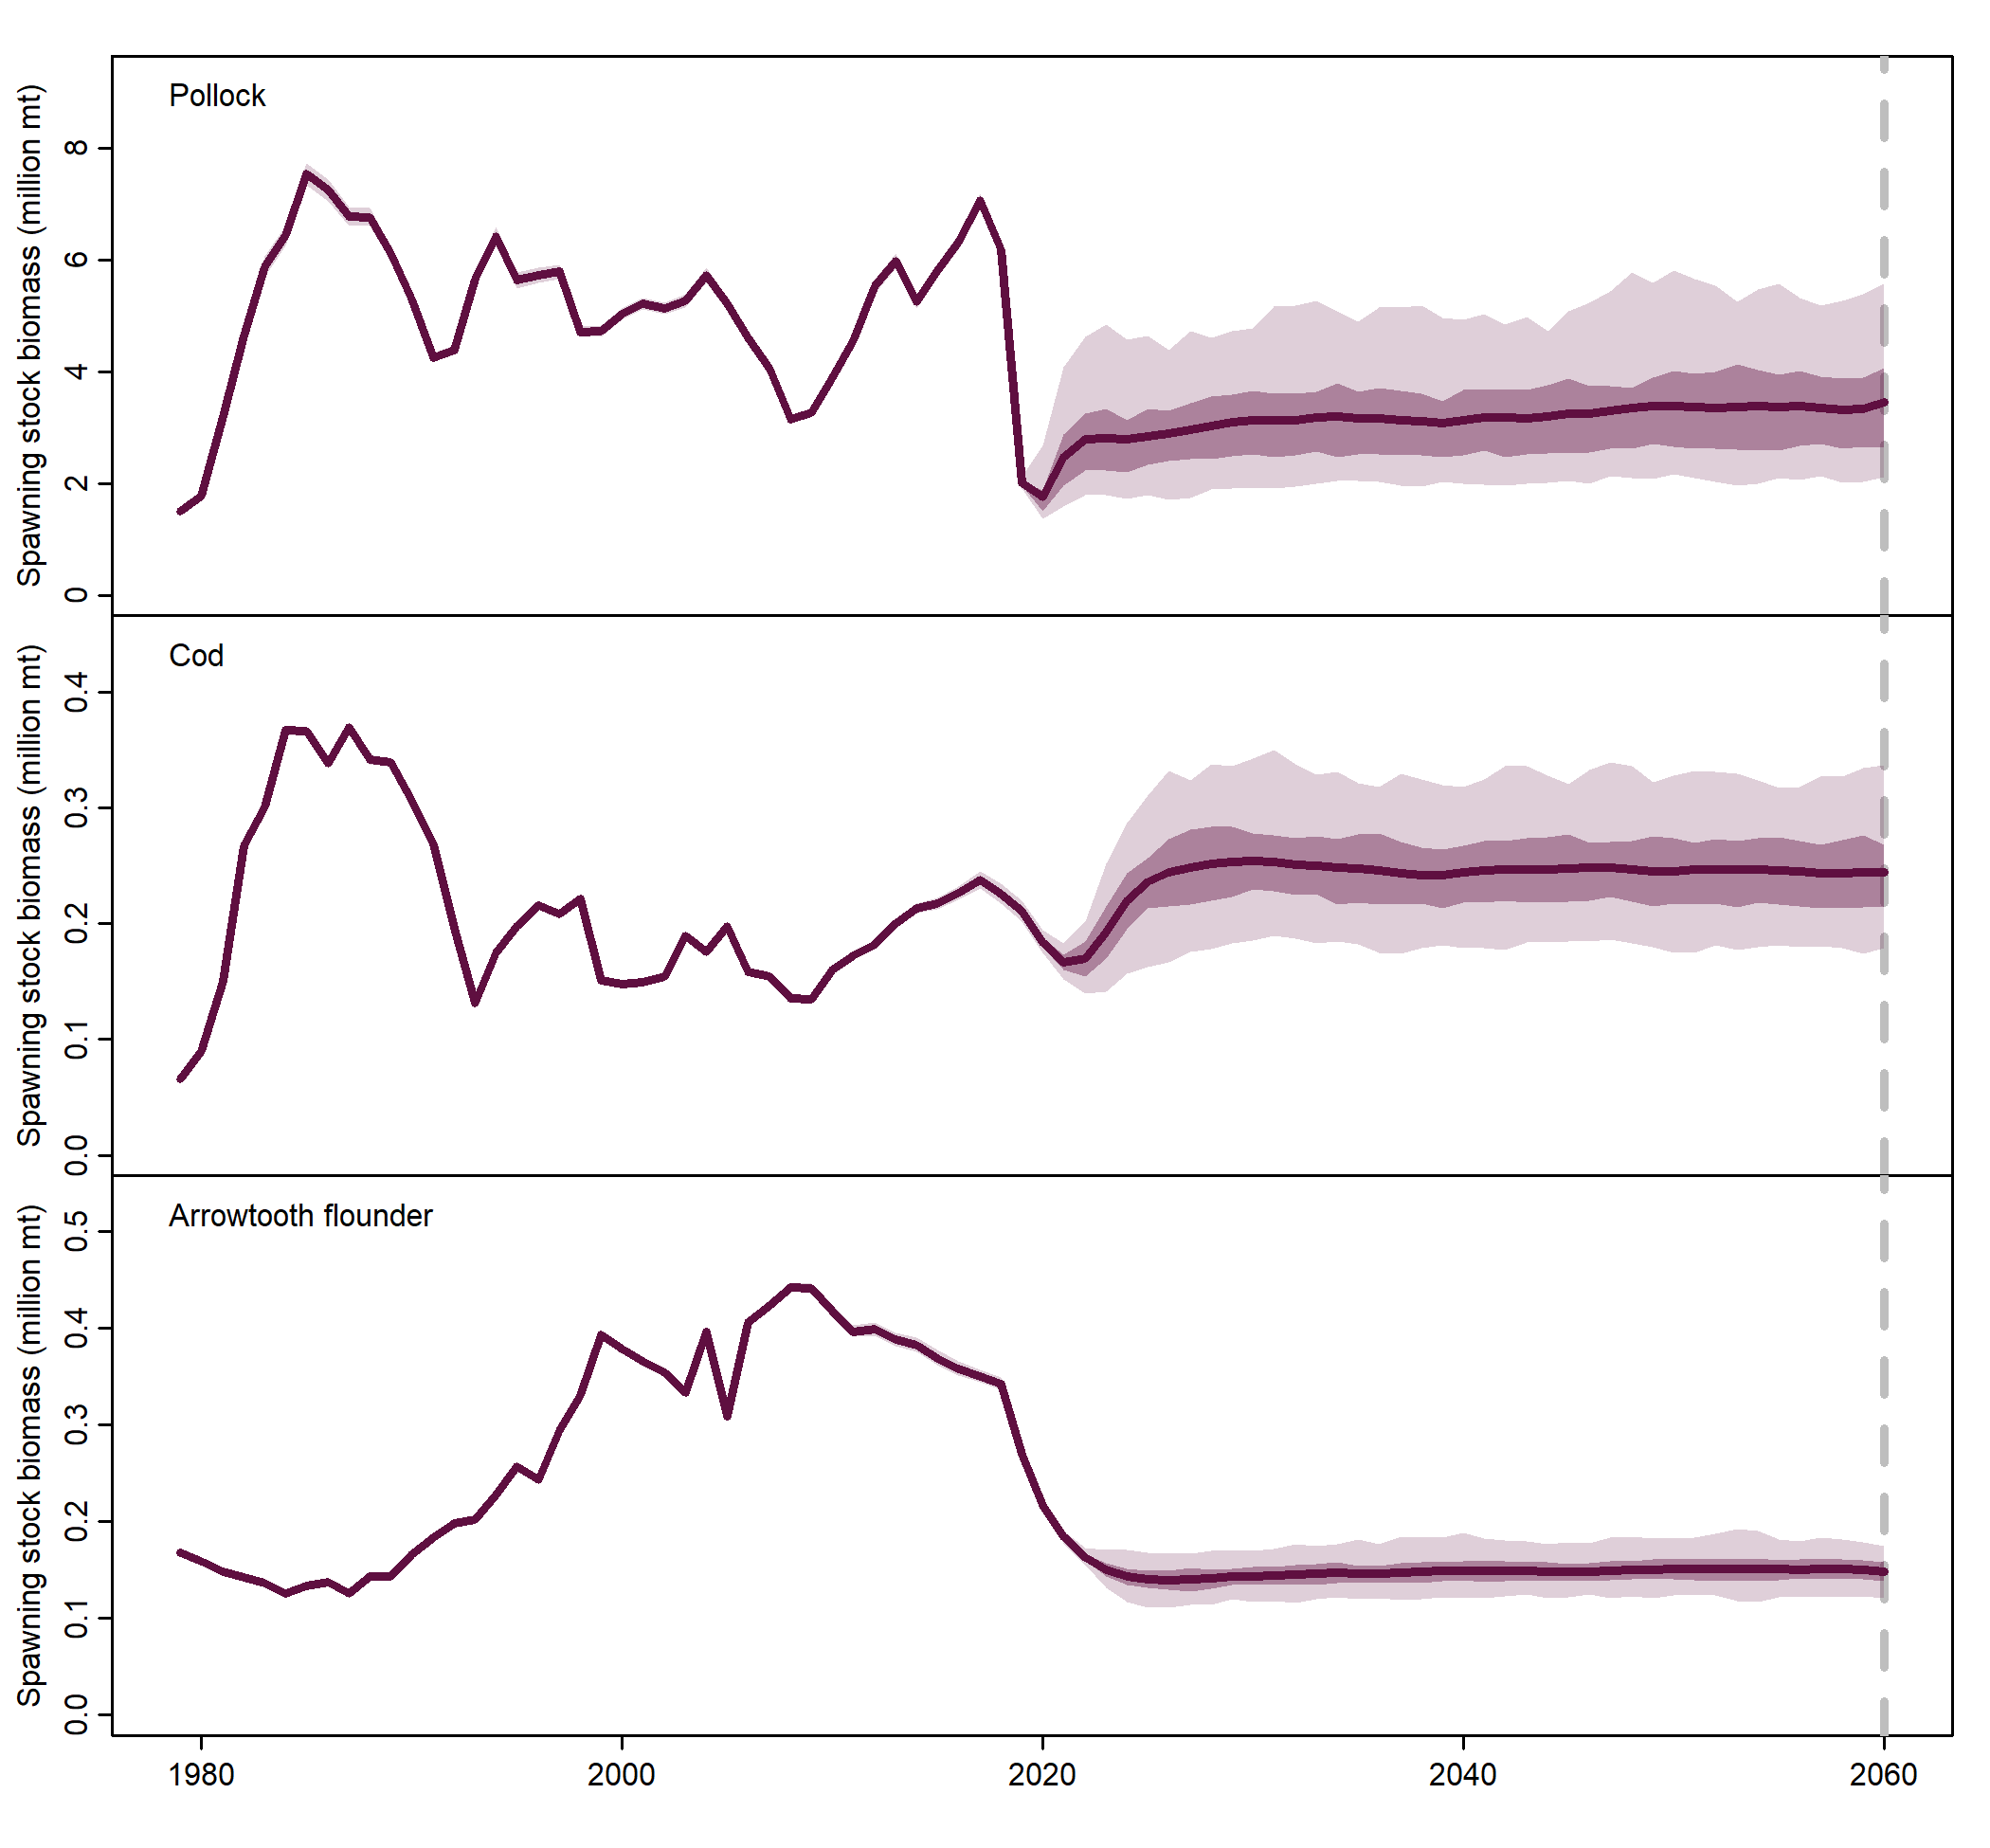 Pollock
Spawning stock biomass (million mt)
8
6
4
2
0
Cod
Spawning stock biomass (million mt)
0.4
0.3
0.2
0.1
0.0
Arrowtooth flounder
Spawning stock biomass (million mt)
0.5
0.4
0.3
0.2
0.1
0.0
1980 2000 2020 2040 2060